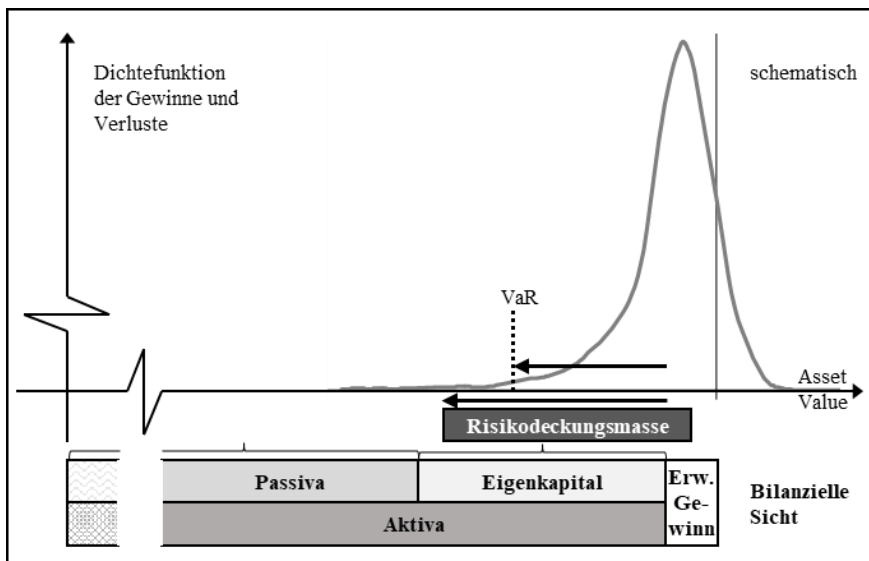 Dichtefunktion
der Gewinne und
Verluste
schematisch
VaR
Asset
Value
Risikodeckungsmasse
Passiva
Eigenkapital
Erw.
Ge-
winn
Aktiva
Bilanzielle
Sicht